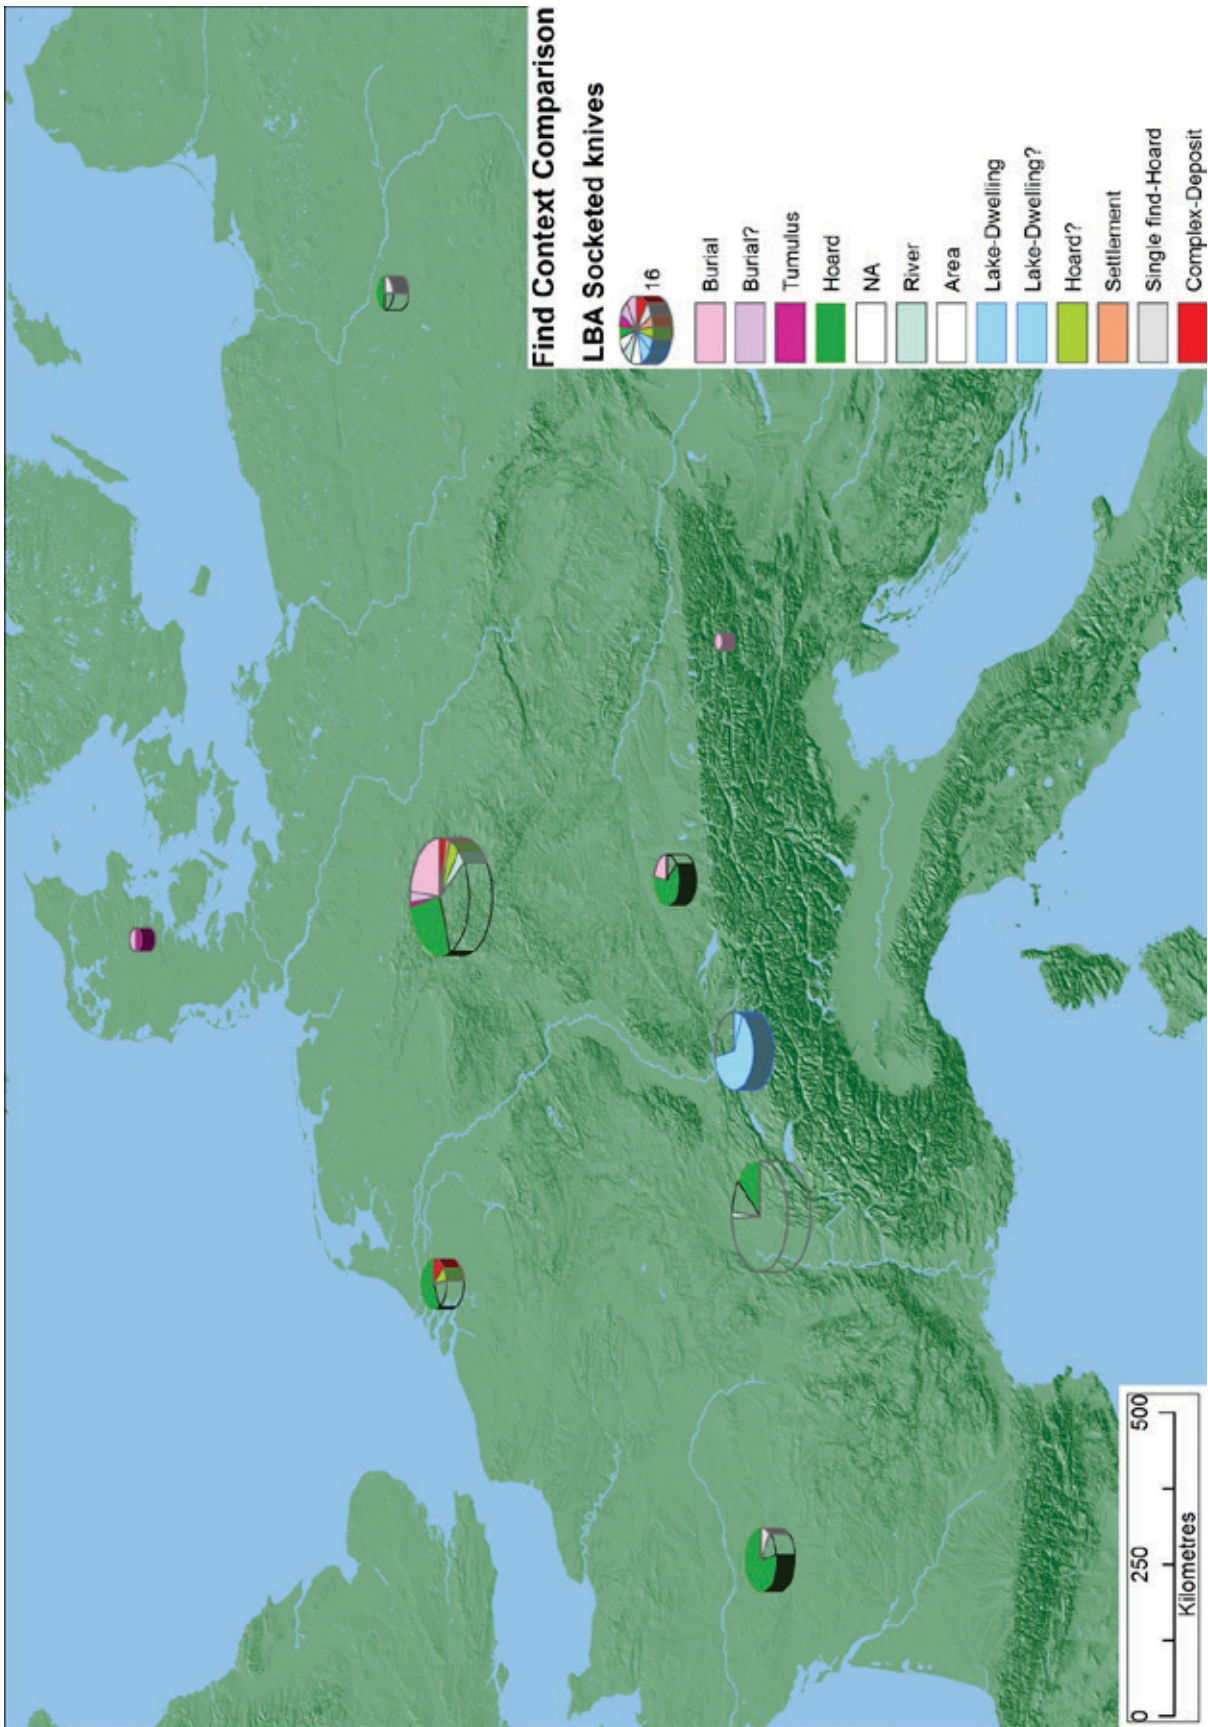 Find Context Comparison
LBA Socketed knives
16
Burial
Burial?
Tumulus
Hoard
NA
River
Area
Lake-Dwelling
Lake-Dwelling?
Hoard?
Settlement
Single find-Hoard
Complex-Deposit
0 250 500
Kilometres